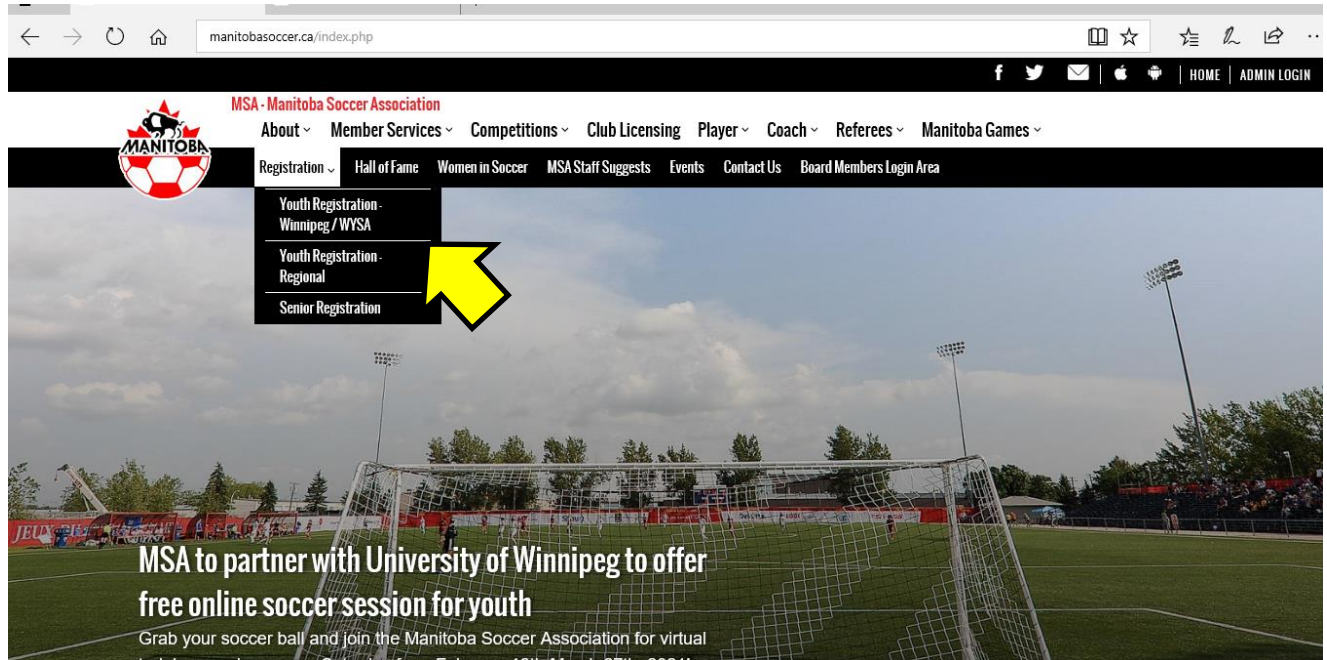 manitobasoccer.ca/index.php
f HOME ADMIN LOGIN
MSA - Manitoba Soccer Association
About Member Services Competitions Club Licensing Player Coach Referees Manitoba Games
MANITOBA
Registration Hall of Fame Women in Soccer MSA Staff Suggests Events Contact Us Board Members Login Area
Youth Registration -
Winnipeg / WYSA
Youth Registration -
Regional
Senior Registration
JEUX
MSA to partner with University of Winnipeg to offer
free online soccer session for youth
Grab your soccer ball and join the Manitoba Soccer Association for virtual